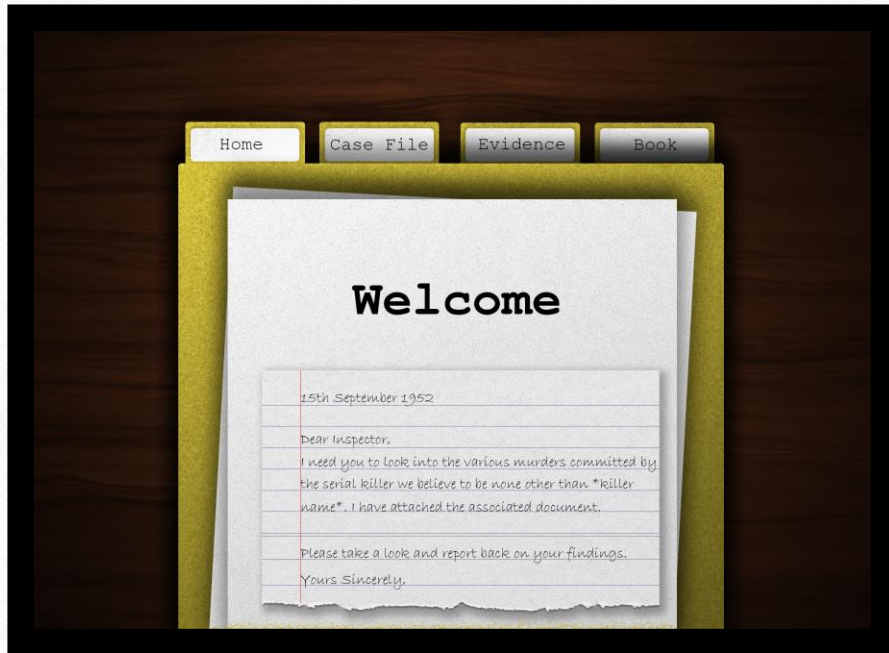 Home Case File Evidence Book
Welcome
15th September 1952
Dear Inspector,
I need you to look into the various murders committed by
the serial killer we believe to be none other than *killer
name*. I have attached the associated document.
Please take a look and report back on your findings.
Yours Sincerely,